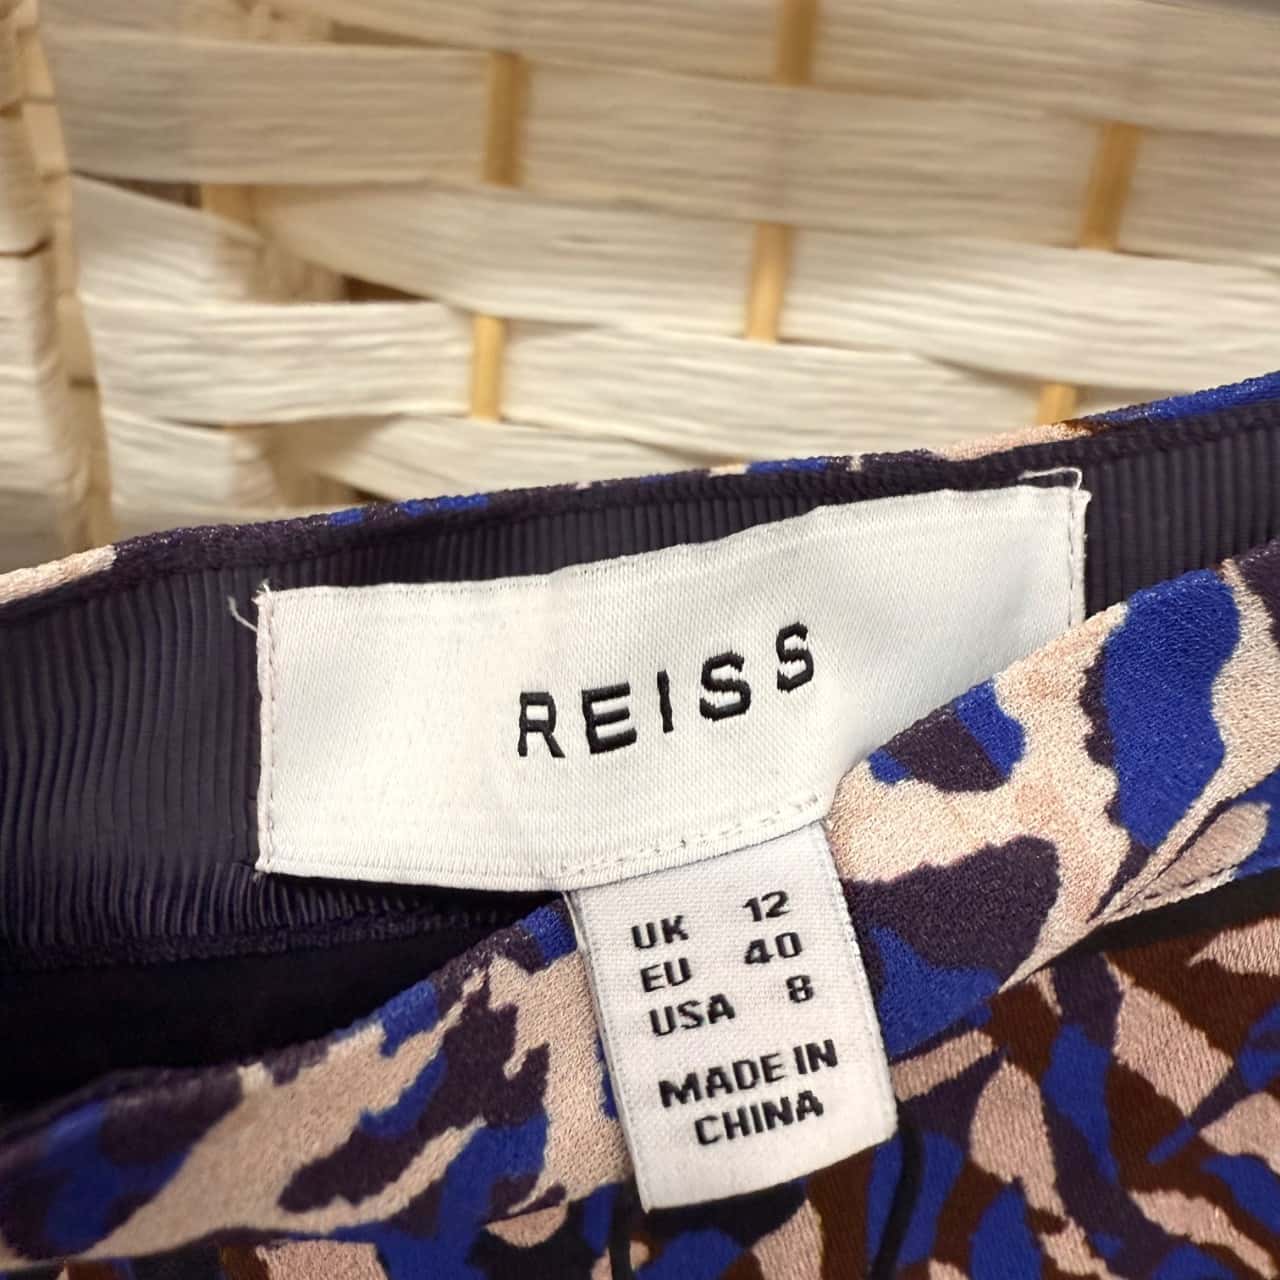 REISS
UK 12
EU 40
USA 8
MADE IN
CHINA